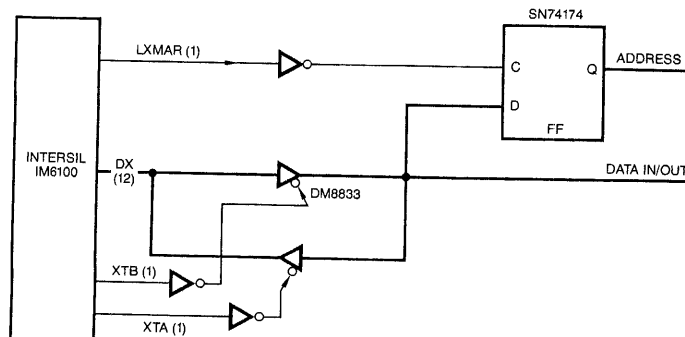 SN74174
LXMAR (1)
C
Q
ADDRESS
D
FF
INTERSIL
IM6100
DX
(12)
DM8833
DATA IN/OUT
XTB (1)
XTA (1)